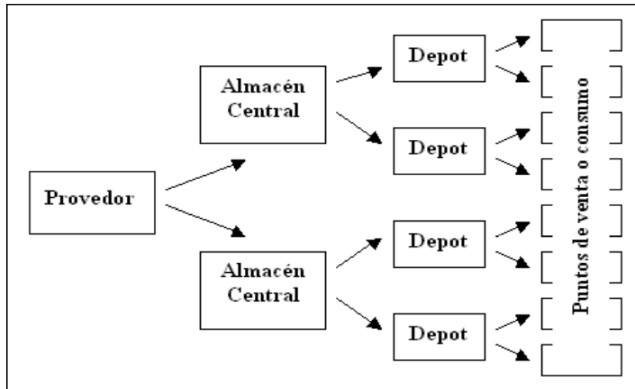 Provedor
Almacén
Central
Almacén
Central
Depot
Depot
Depot
Depot
Puntos de venta o consumo